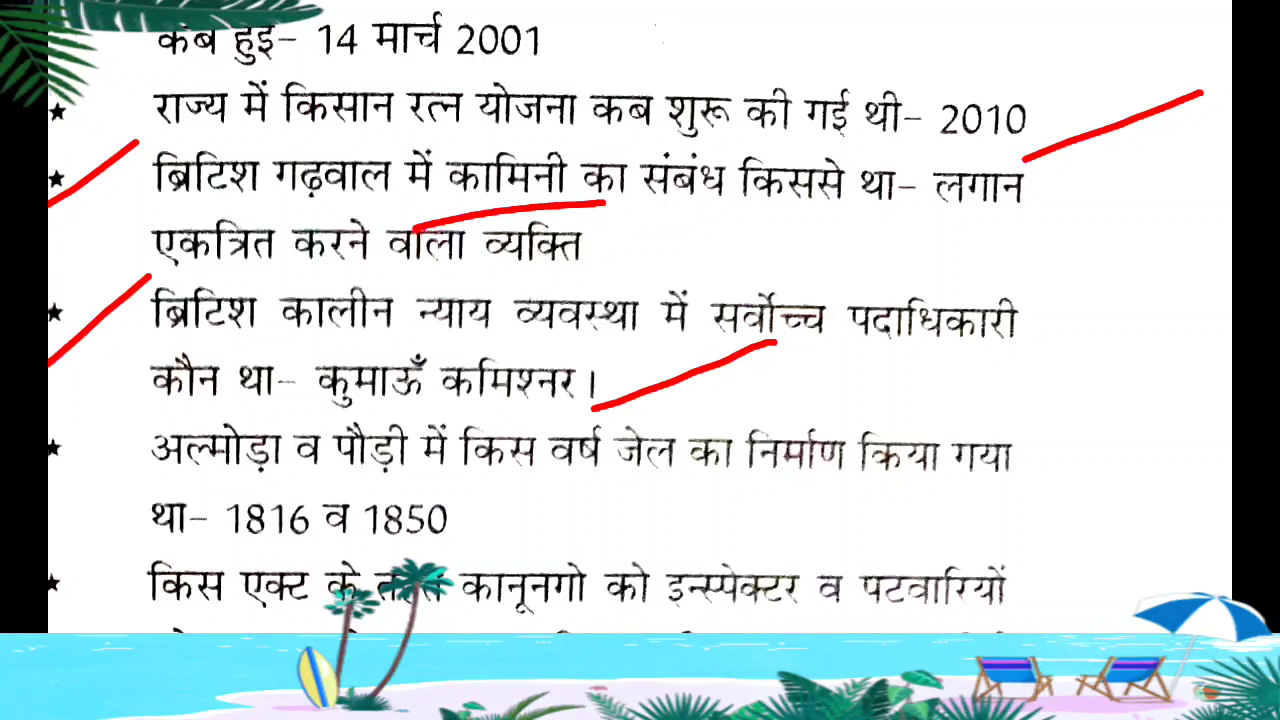 कब हुइ– 14 मार्च 2001
★ राज्य में किसान रत्न योजना कब शुरू की गई थी– 2010
★ ब्रिटिश गढ़वाल में कामिनी का संबंध किससे था– लगान
एकत्रित करने वाला व्यक्ति
★ ब्रिटिश कालीन न्याय व्यवस्था में सर्वोच्च पदाधिकारी
कौन था– कुमाऊँ कमिश्नर।
★ अल्मोड़ा व पौड़ी में किस वर्ष जेल का निर्माण किया गया
था– 1816 व 1850
★ किस एक्ट के कानूनगो को इन्स्पेक्टर व पटवारियों